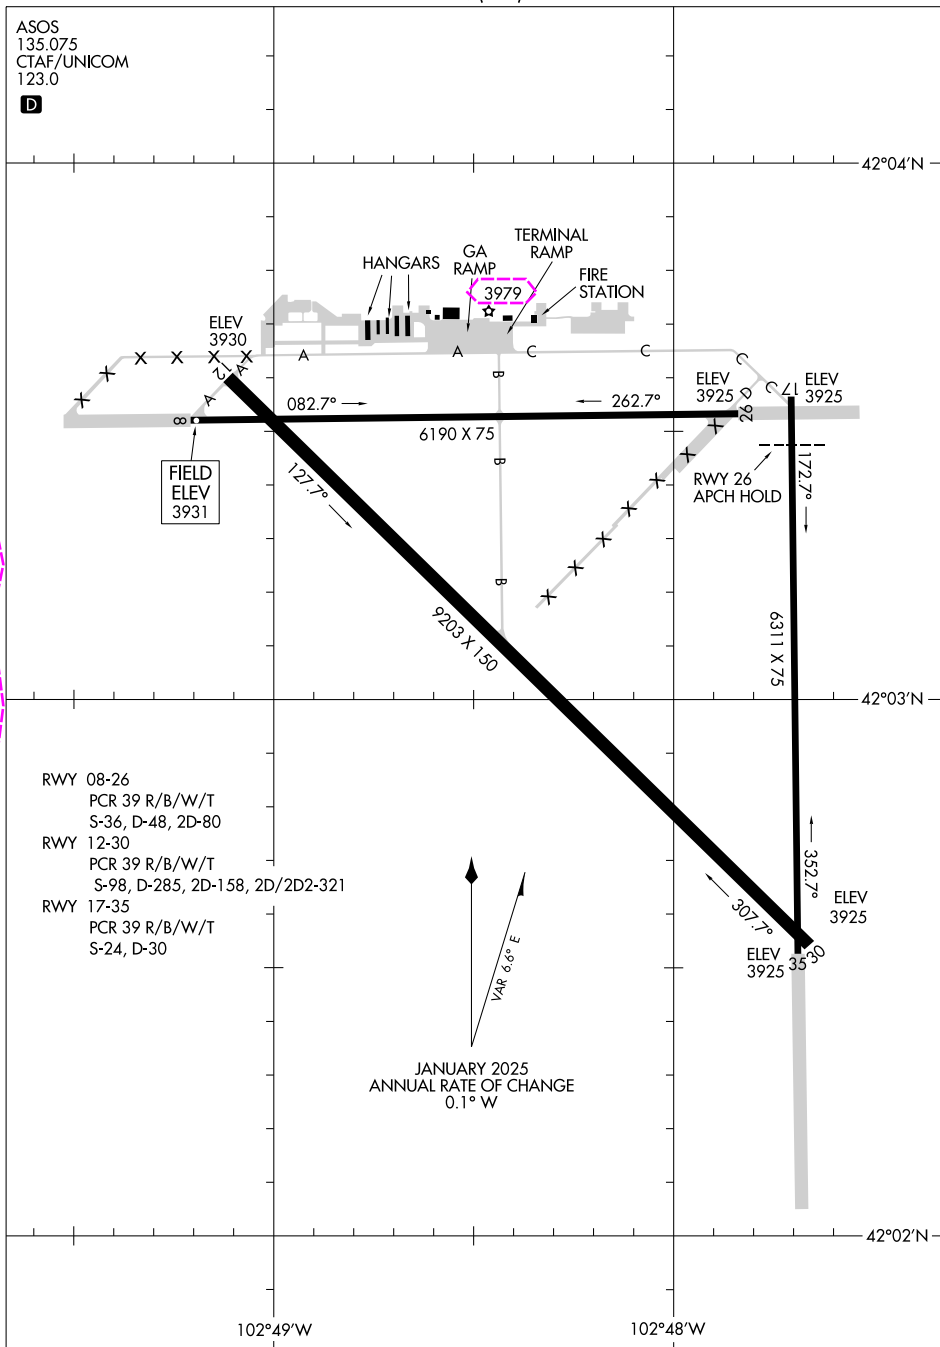 ASOS
135.075
CTAF/UNICOM
123.0
D
42°04'N
TERMINAL
RAMP
GA
RAMP
HANGARS
FIRE
STATION
3979
ELEV
3930
A
A
C
C
C
12
A
A
B
ELEV
3925
D
C
17
ELEV
3925
8
082.7°
262.7°
26
6190 X 75
FIELD
ELEV
3931
127.7°
B
RWY 26
APCH HOLD
172.7°
B
9203 X 150
6311 X 75
42°03'N
RWY 08-26
PCR 39 R/B/W/T
S-36, D-48, 2D-80
RWY 12-30
PCR 39 R/B/W/T
S-98, D-285, 2D-158, 2D/2D2-321
RWY 17-35
PCR 39 R/B/W/T
S-24, D-30
352.7°
307.7°
ELEV
3925
ELEV
3925
35
30
VAR 6.6° E
JANUARY 2025
ANNUAL RATE OF CHANGE
0.1° W
42°02'N
102°49'W
102°48'W